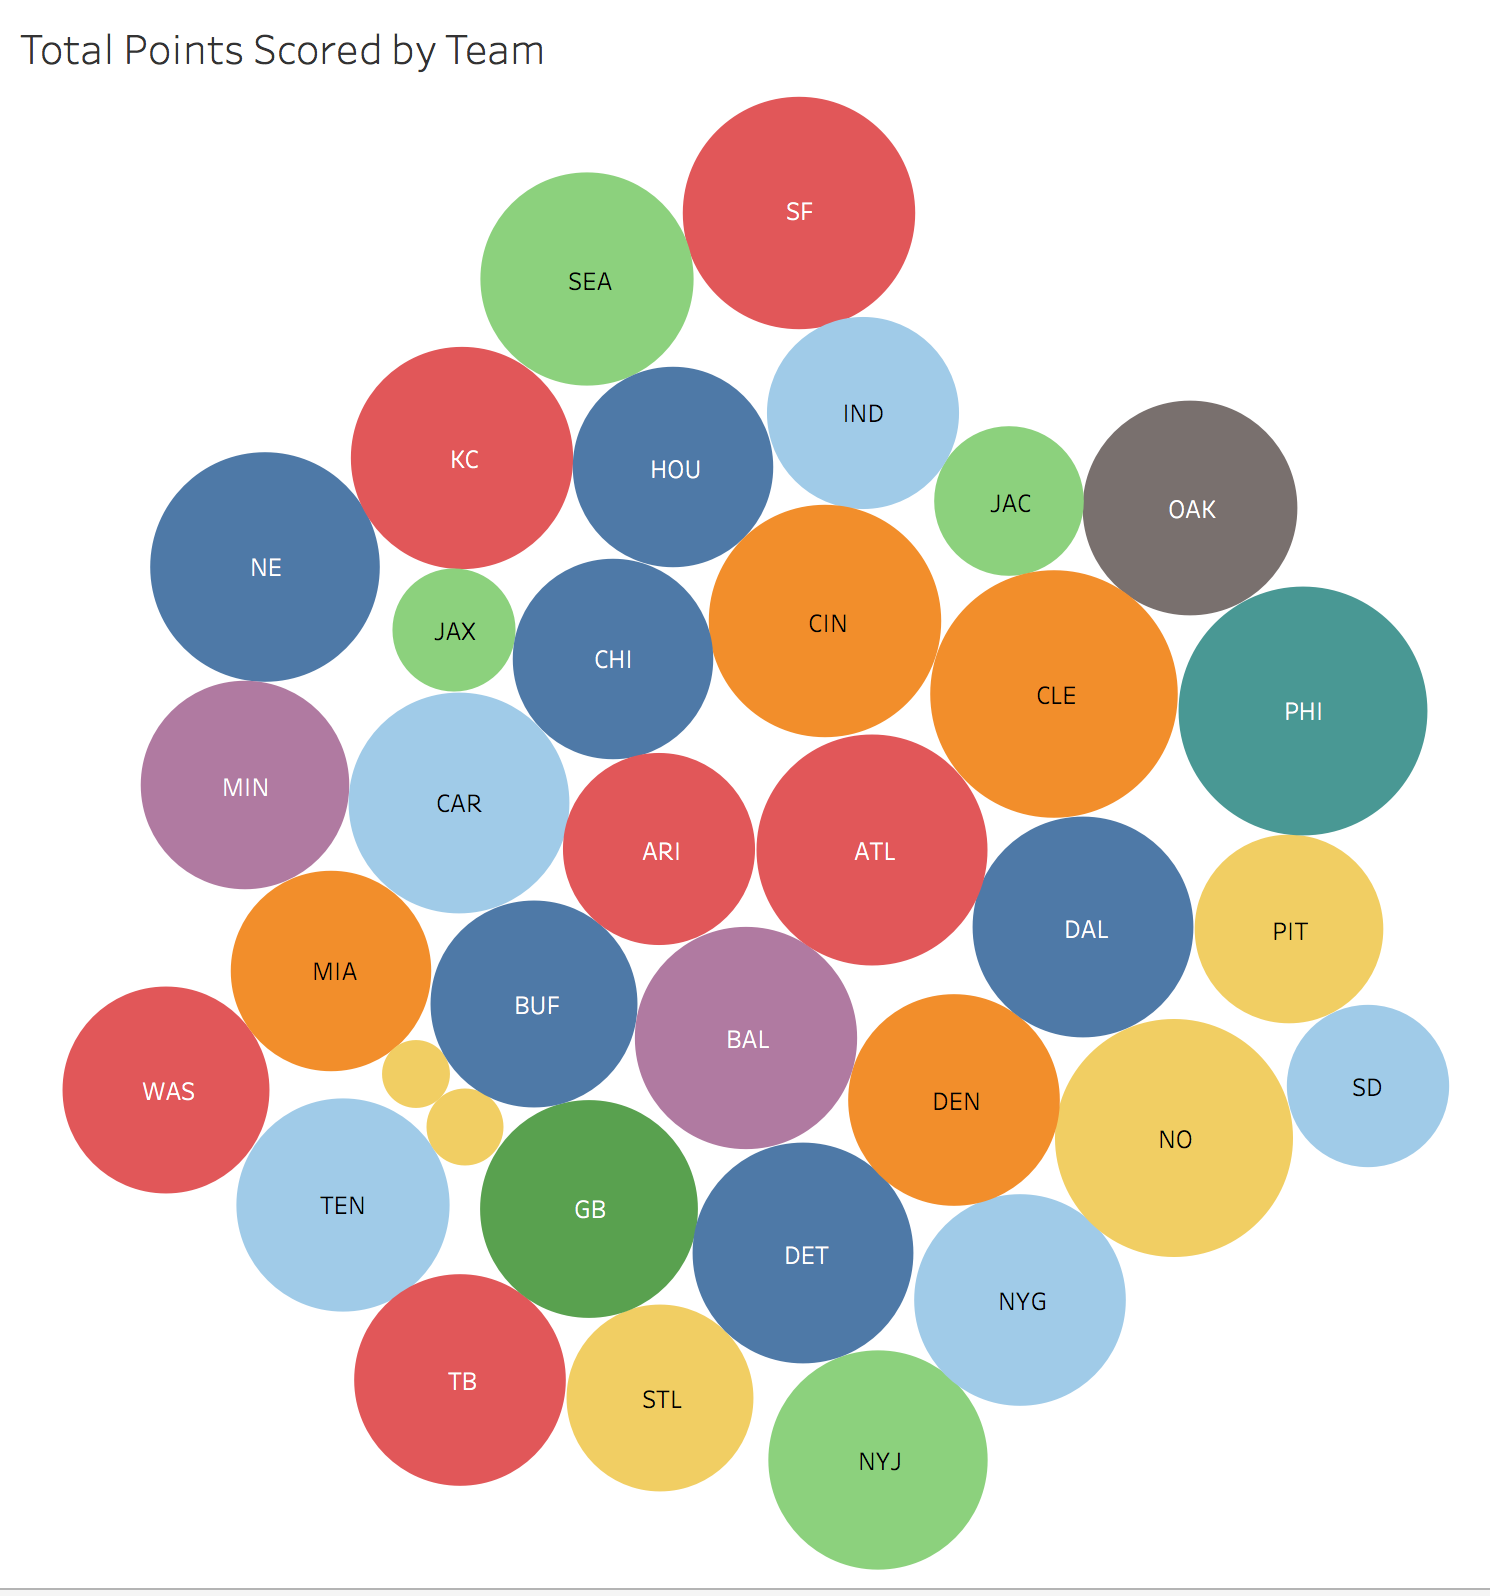 Total Points Scored by Team
SF
SEA
IND
KC
HOU
JAC
OAK
NE
CIN
JAX
CHI
CLE
PHI
MIN
CAR
ARI
ATL
DAL
PIT
MIA
BUF
BAL
SD
WAS
DEN
NO
TEN
GB
DET
NYG
TB
STL
NYJ